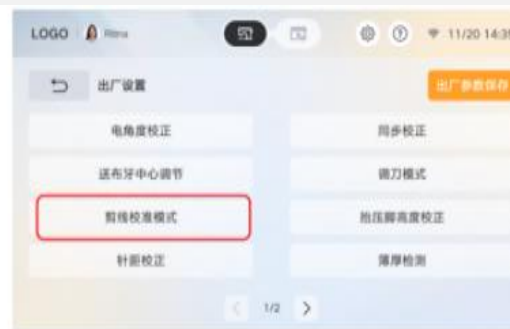 LOGO
11/20 14:35
出厂设置
出厂参数保存
电角度校正
同步校正
送布牙中心调节
调刀模式
剪线校准模式
抬压脚高度校正
针距校正
薄厚检测
1/2